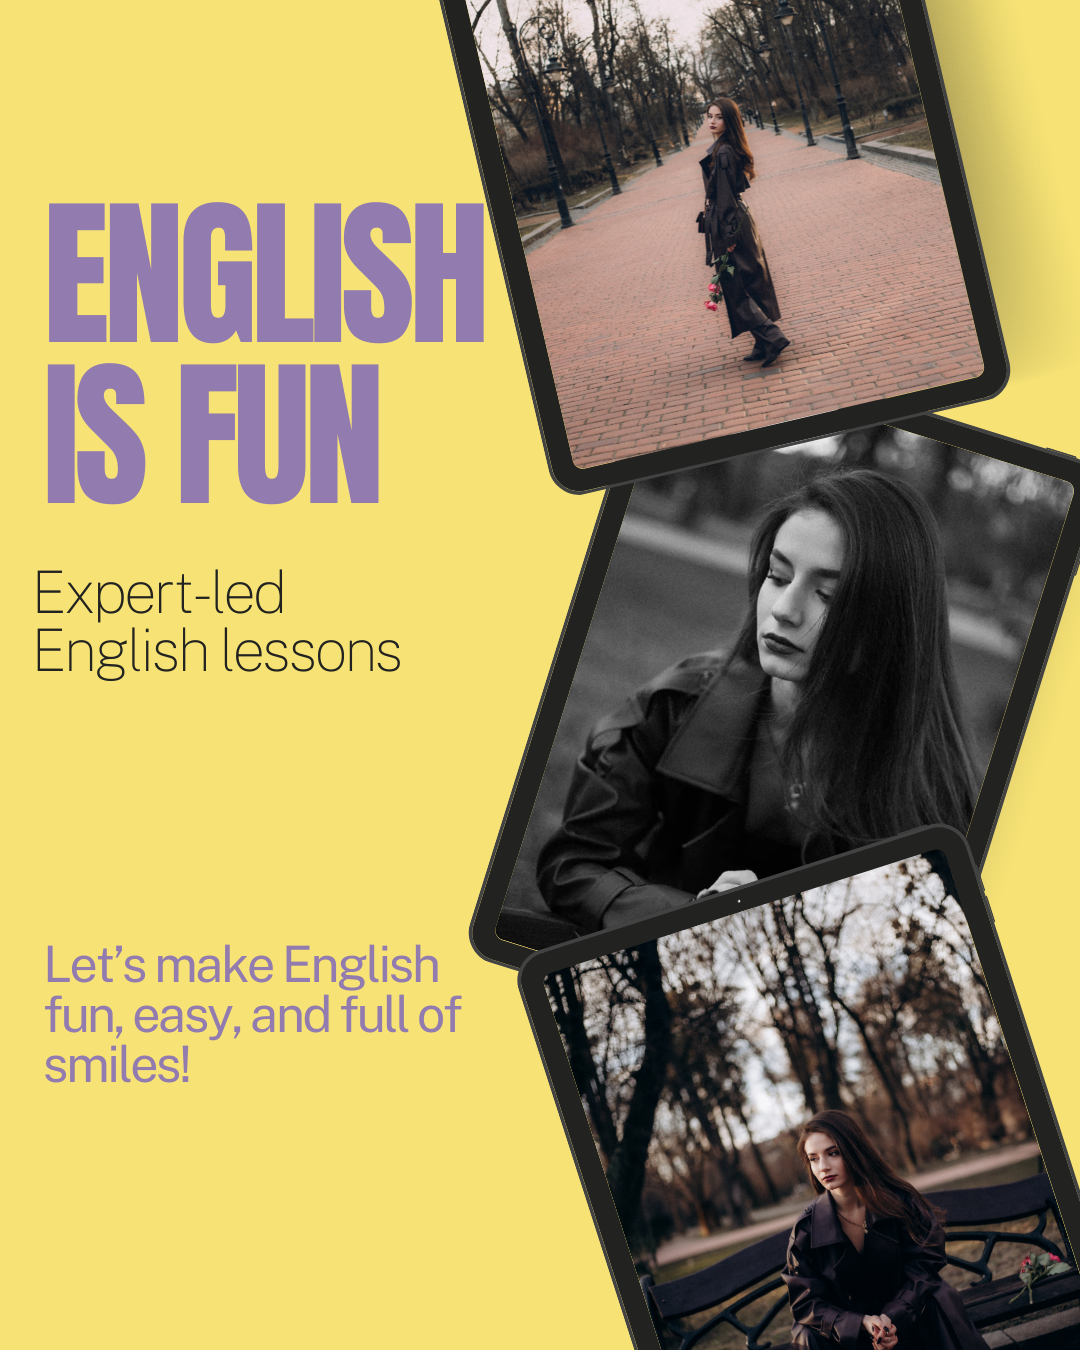 ENGLISH
IS FUN
Expert-led
English lessons
Let’s make English
fun, easy, and full of
smiles!